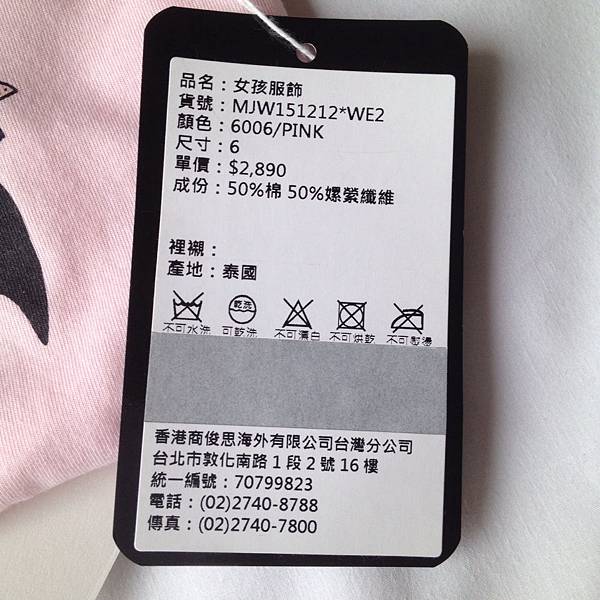 品名：女孩服飾
貨號：MJW151212*WE2
顏色：6006/PINK
尺寸：6
單價：$2,890
成份：50%棉 50%嫘縈纖維
裡襯：
產地：泰國
乾洗
不可水洗 可乾洗 不可漂白 不可烘乾 不可熨燙
香港商俊思海外有限公司台灣分公司
台北市敦化南路1段2號16樓
統一編號：70799823
電話：(02)2740-8788
傳真：(02)2740-7800